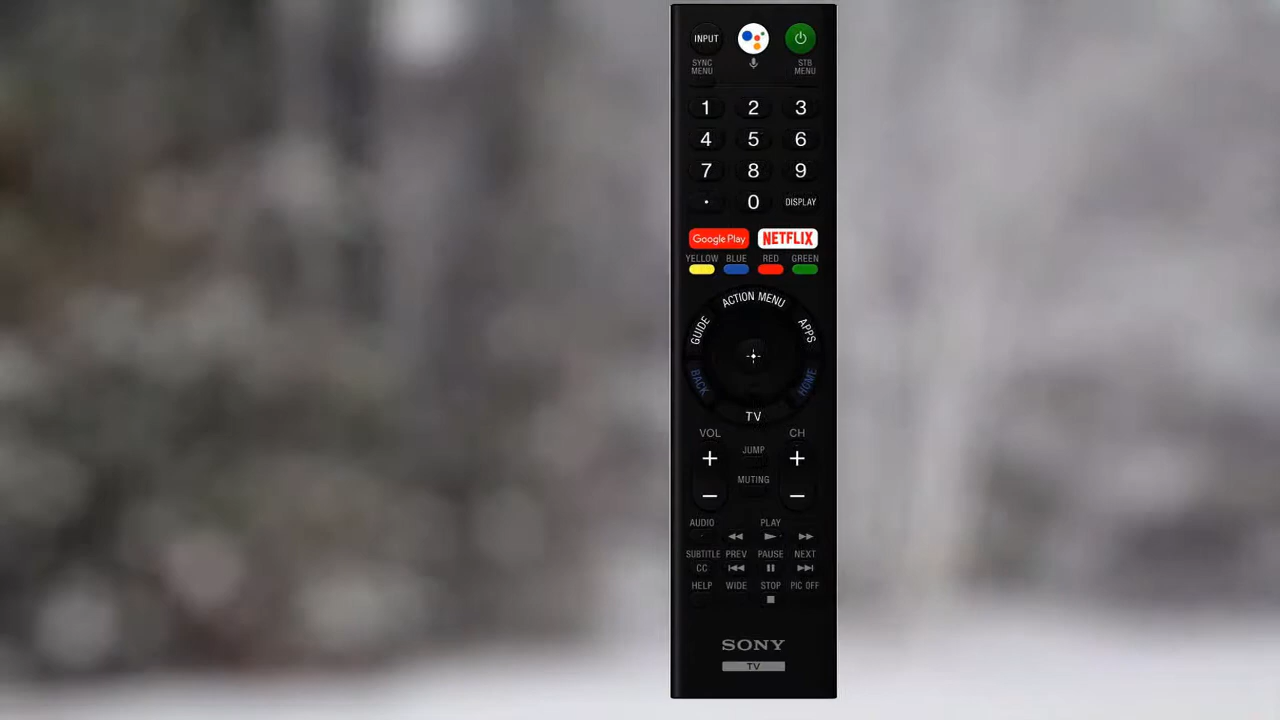 INPUT
SYNC MENU
STB MENU
1 2 3
4 5 6
7 8 9
. 0 DISPLAY
Google Play NETFLIX
YELLOW BLUE RED GREEN
ACTION MENU
GUIDE APPS
BACK HOME
TV
VOL CH
+ JUMP +
- MUTING -
AUDIO PLAY
SUBTITLE PREV PAUSE NEXT
CC
HELP WIDE STOP PIC OFF
SONY
TV